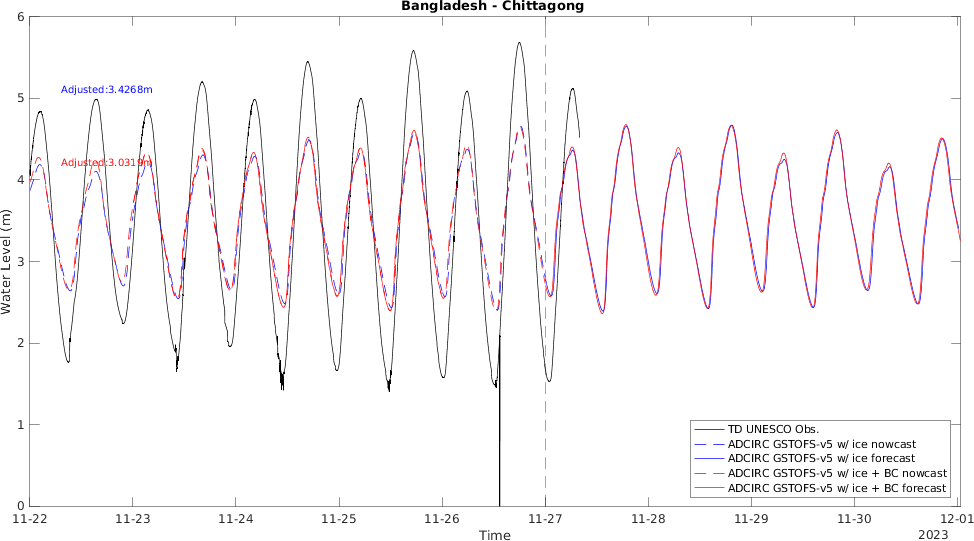 Bangladesh - Chittagong
6
5
4
3
2
1
0
Water Level (m)
Adjusted:3.4268m
Adjusted:3.0319m
TD UNESCO Obs.
ADCIRC GSTOFS-v5 w/ ice nowcast
ADCIRC GSTOFS-v5 w/ ice forecast
ADCIRC GSTOFS-v5 w/ ice + BC nowcast
ADCIRC GSTOFS-v5 w/ ice + BC forecast
11-22 11-23 11-24 11-25 11-26 11-27 11-28 11-29 11-30 12-01
Time
2023